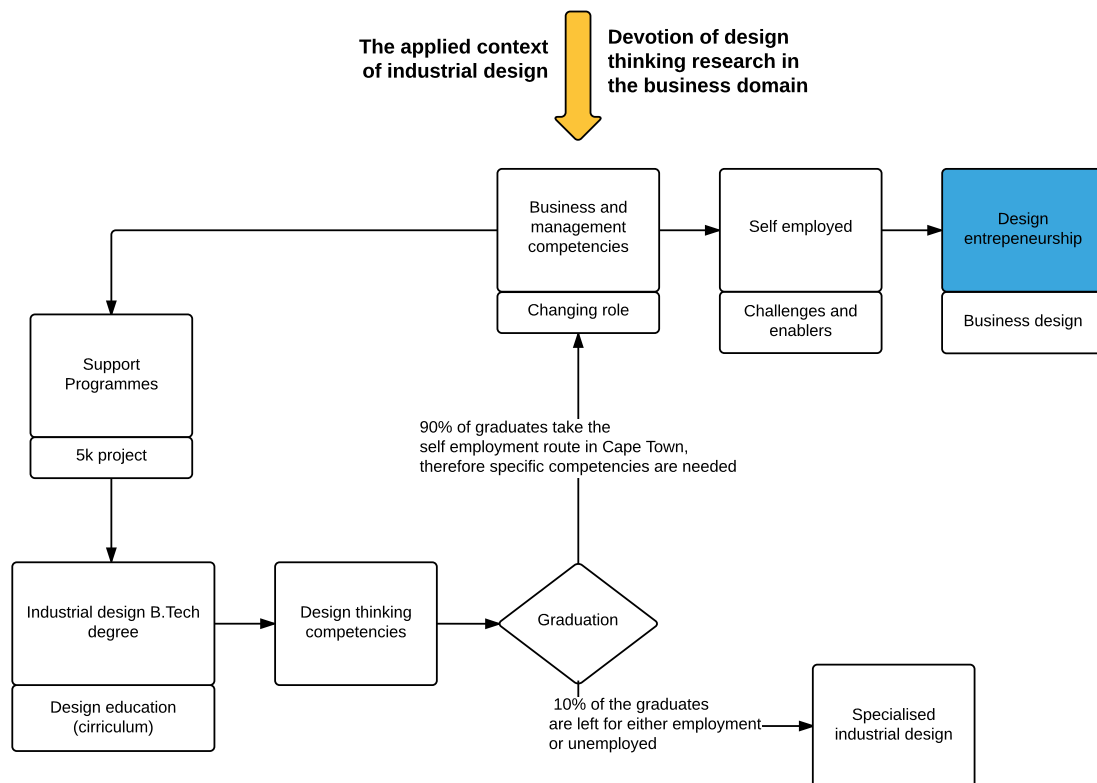 The applied context
of industrial design
Devotion of design
thinking research in
the business domain
Business and
management
competencies
Changing role
Self employed
Challenges and
enablers
Design
entrepeneurship
Business design
Support
Programmes
5k project
90% of graduates take the
self employment route in Cape Town,
therefore specific competencies are needed
Industrial design B.Tech
degree
Design education
(cirriculum)
Design thinking
competencies
Graduation
10% of the graduates
are left for either employment
or unemployed
Specialised
industrial design